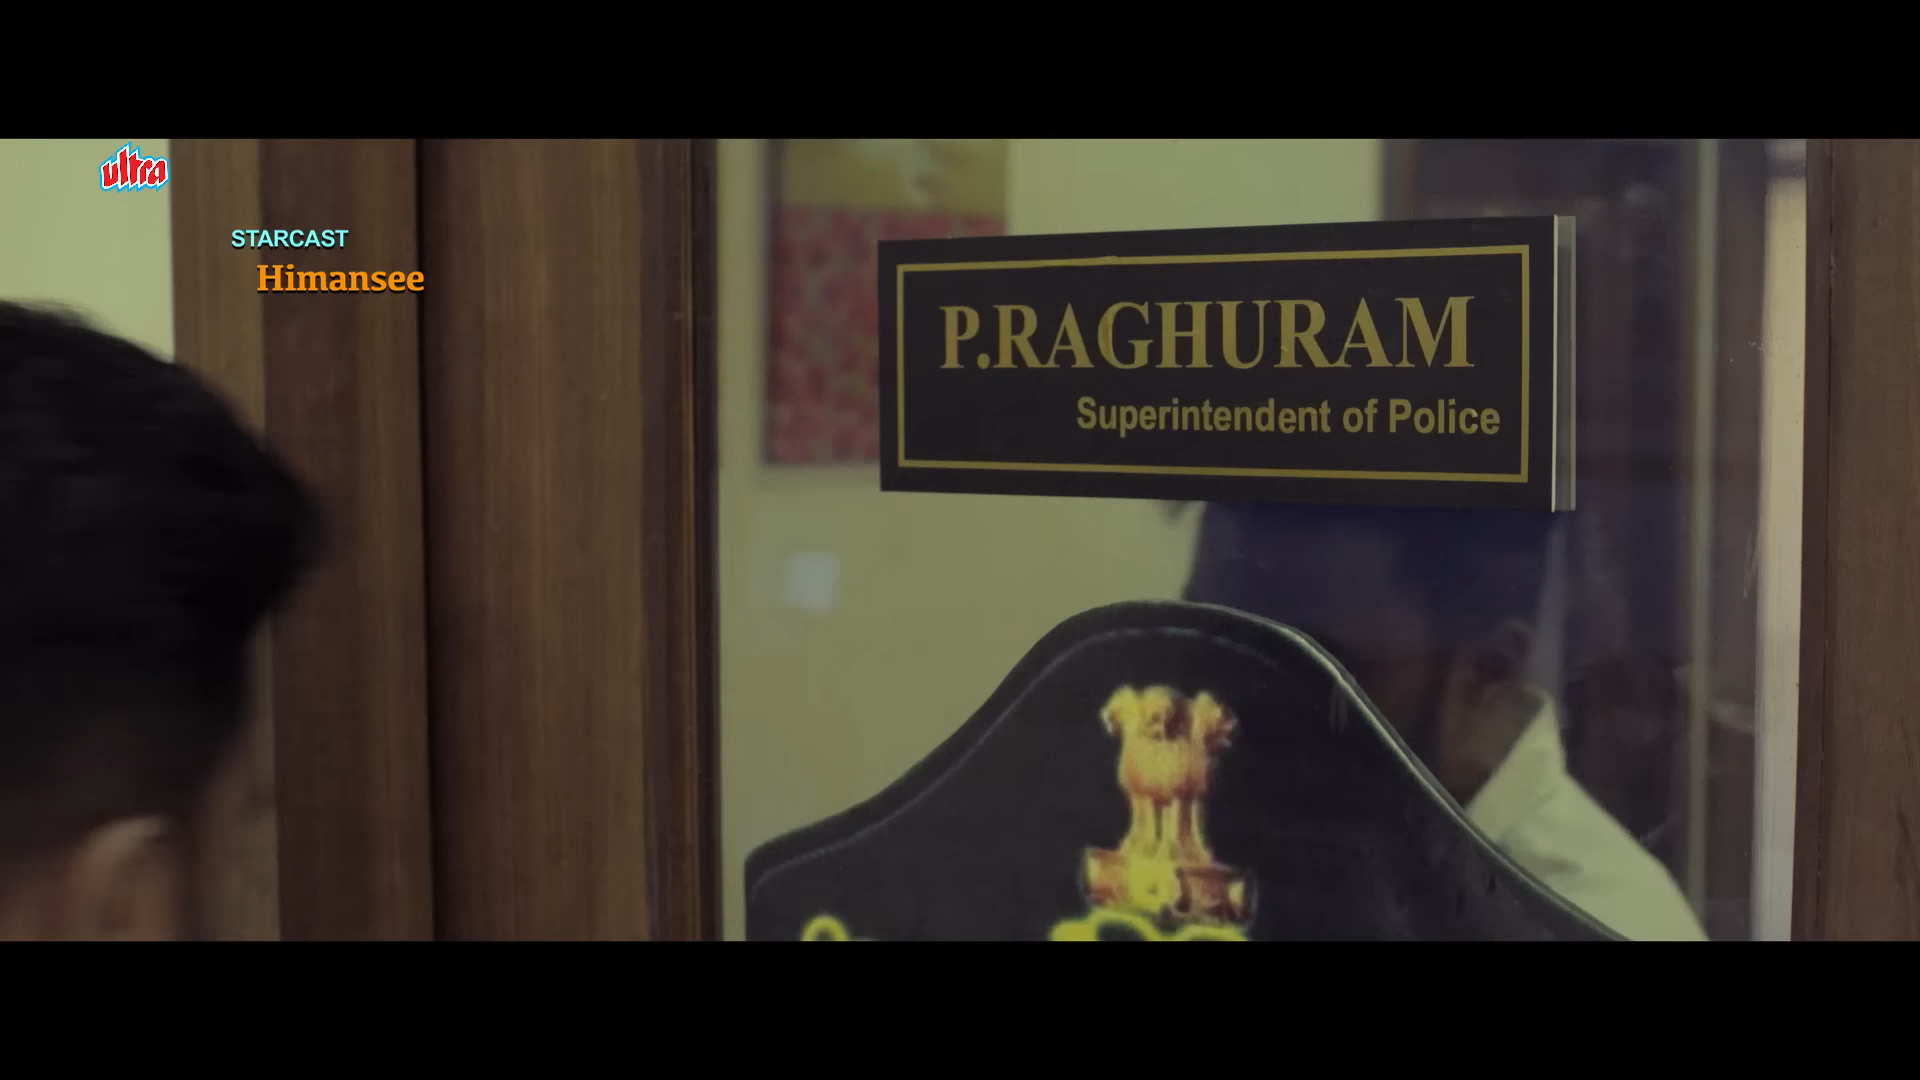 ultra
STARCAST
Himansee
P.RAGHURAM
Superintendent of Police